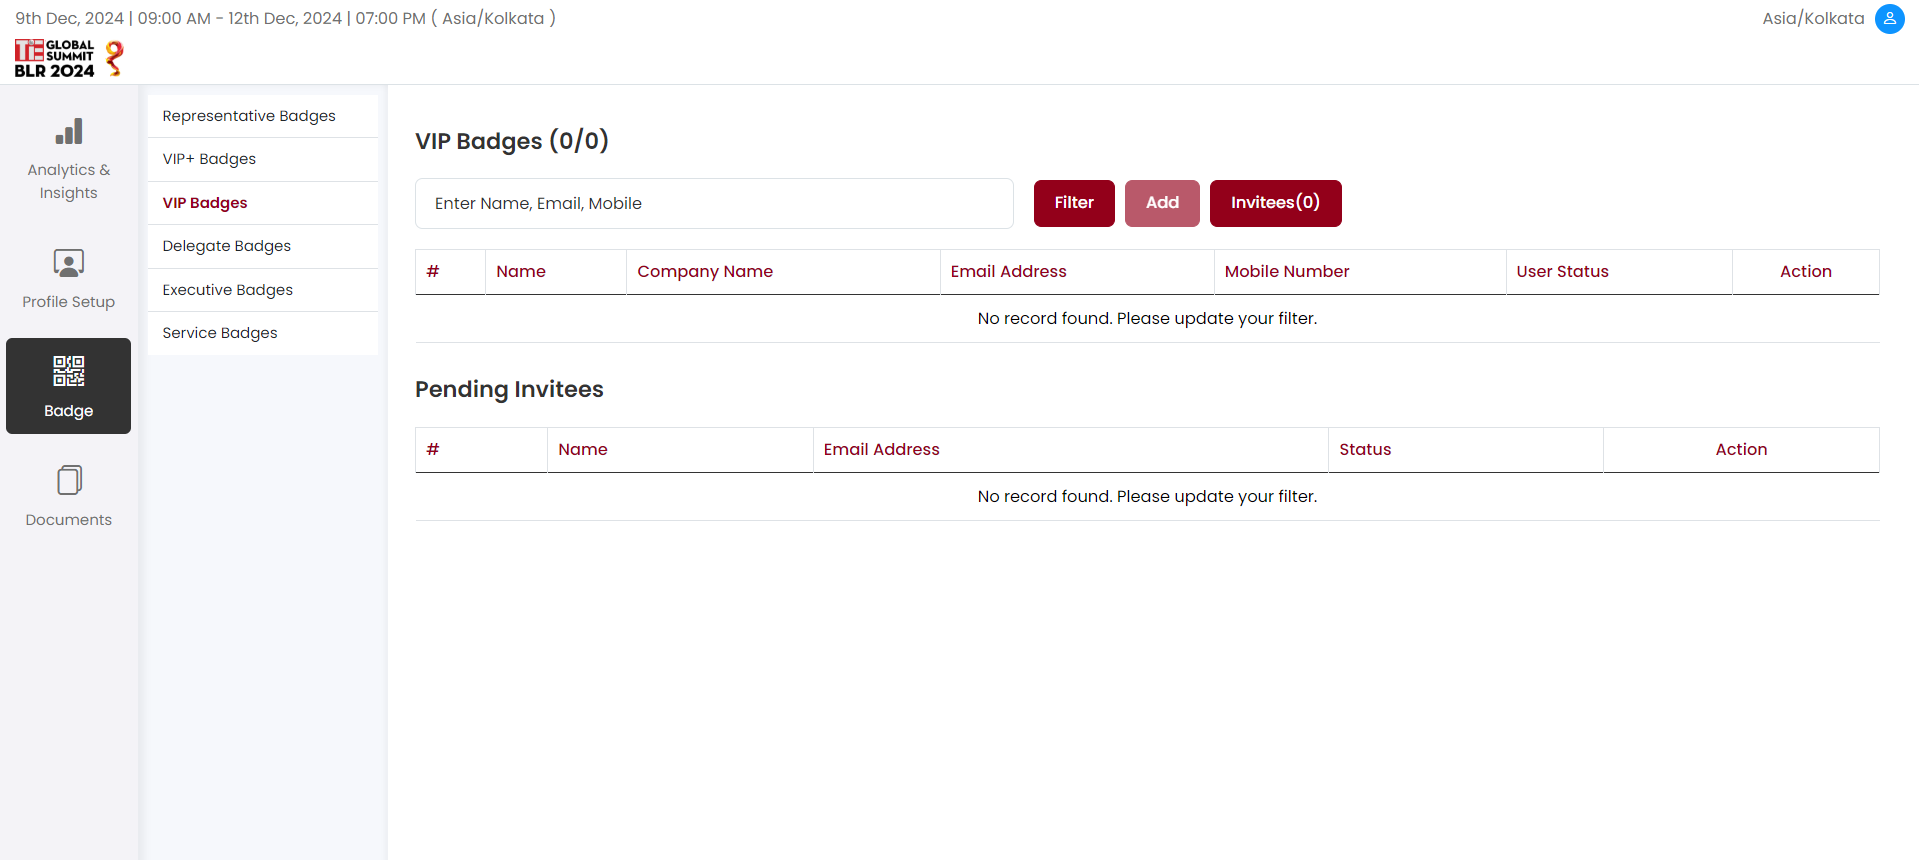 9th Dec, 2024 | 09:00 AM - 12th Dec, 2024 | 07:00 PM ( Asia/Kolkata )
Asia/Kolkata
TiE GLOBAL
SUMMIT
BLR 2024
Analytics &
Insights
Profile Setup
Badge
Documents
Representative Badges
VIP+ Badges
VIP Badges
Delegate Badges
Executive Badges
Service Badges
VIP Badges (0/0)
Enter Name, Email, Mobile
Filter
Add
Invitees(0)
# Name Company Name Email Address Mobile Number User Status Action
No record found. Please update your filter.
Pending Invitees
# Name Email Address Status Action
No record found. Please update your filter.